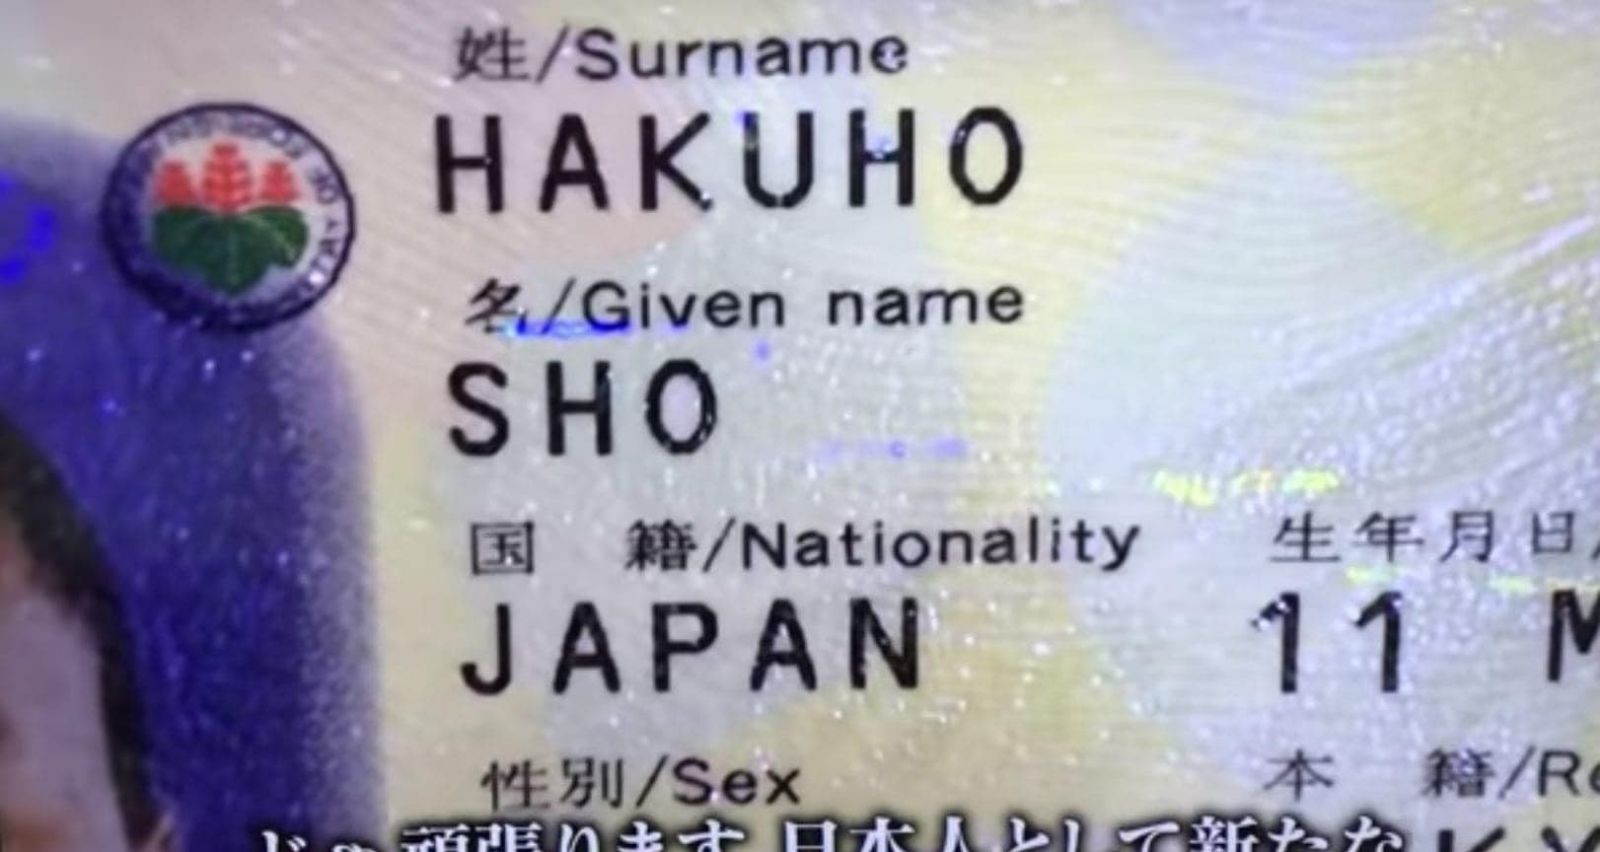 姓/Surname
HAKUHO
名/Given name
SHO
国 籍/Nationality 生年月日/
JAPAN 11 M
性別/Sex 本 籍/Re
頑張ります 日本人として新たな